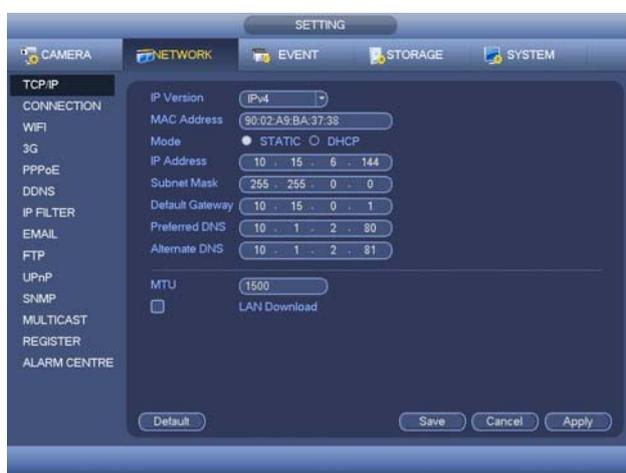 SETTING
CAMERA NETWORK EVENT STORAGE SYSTEM
TCP/IP
CONNECTION
WIFI
3G
PPPoE
DDNS
IP FILTER
EMAIL
FTP
UPnP
SNMP
MULTICAST
REGISTER
ALARM CENTRE
IP Version IPv4
MAC Address 90:02:A9:BA:37:38
Mode STATIC DHCP
IP Address 10 . 15 . 6 . 144
Subnet Mask 255 . 255 . 0 . 0
Default Gateway 10 . 15 . 0 . 1
Preferred DNS 10 . 1 . 2 . 80
Alternate DNS 10 . 1 . 2 . 81
MTU 1500
LAN Download
Default Save Cancel Apply